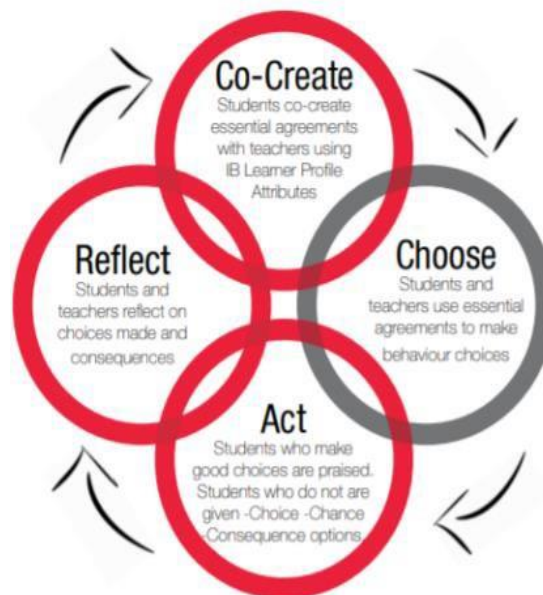 Co-Create
Students co-create
essential agreements
with teachers using
IB Learner Profile
Attributes
Choose
Students and
teachers use essential
agreements to make
behaviour choices
Act
Students who make
good choices are praised.
Students who do not are
given -Choice -Chance
-Consequence options
Reflect
Students and
teachers reflect on
choices made and
consequences